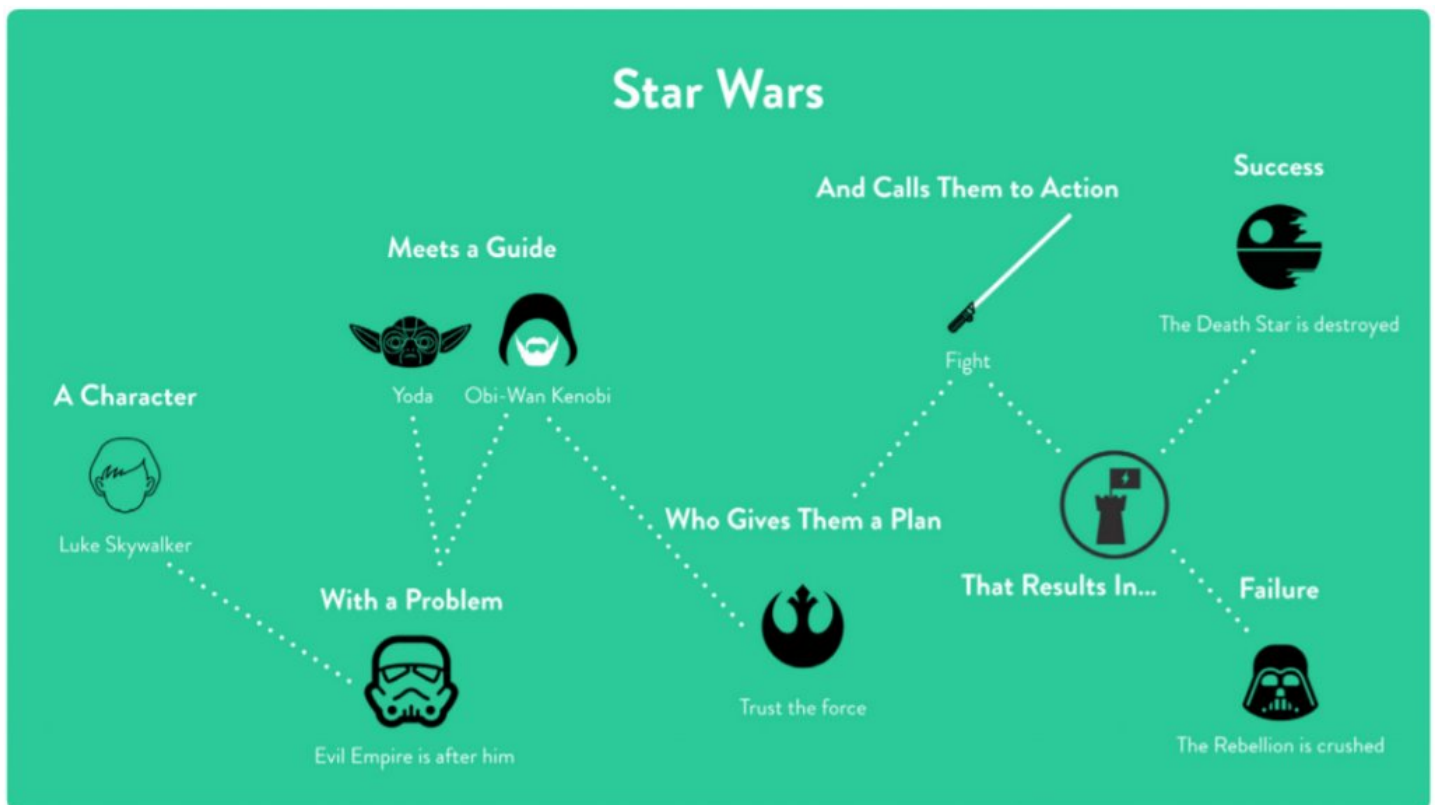 Star Wars
A Character
Luke Skywalker
With a Problem
Evil Empire is after him
Meets a Guide
Yoda
Obi-Wan Kenobi
Who Gives Them a Plan
Trust the force
And Calls Them to Action
Fight
That Results In...
Success
The Death Star is destroyed
Failure
The Rebellion is crushed